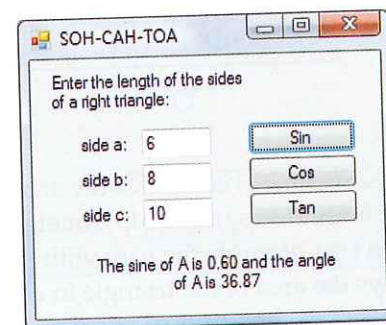 SOH-CAH-TOA
Enter the length of the sides
of a right triangle:
side a: 6
Sin
side b: 8
Cos
side c: 10
Tan
The sine of A is 0.60 and the angle
of A is 36.87